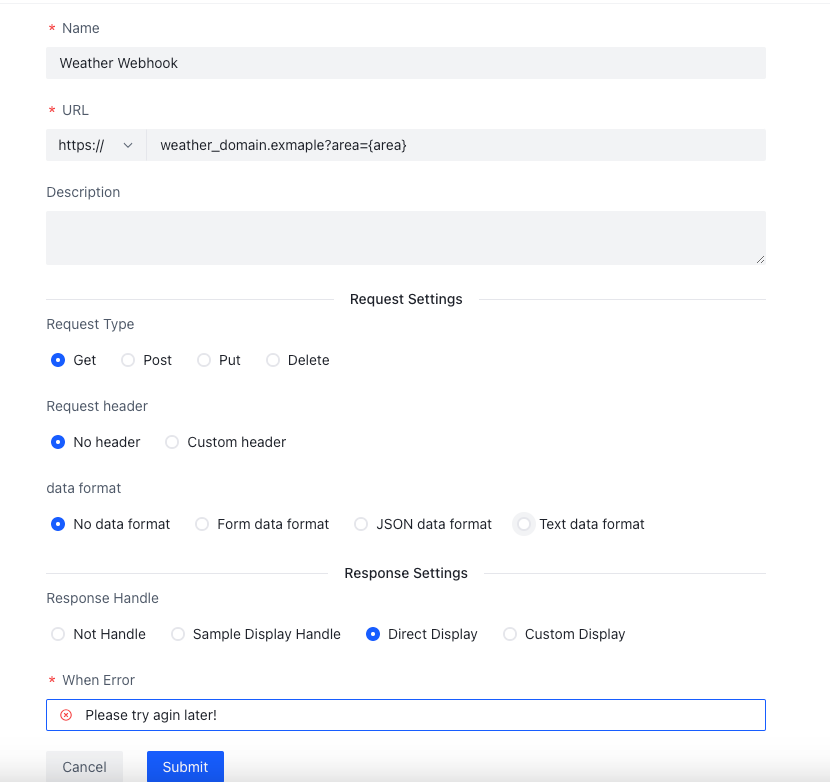 * Name
Weather Webhook
* URL
https:// weather_domain.exmaple?area={area}
Description
Request Settings
Request Type
Get Post Put Delete
Request header
No header Custom header
data format
No data format Form data format JSON data format Text data format
Response Settings
Response Handle
Not Handle Sample Display Handle Direct Display Custom Display
* When Error
Please try agin later!
Cancel Submit